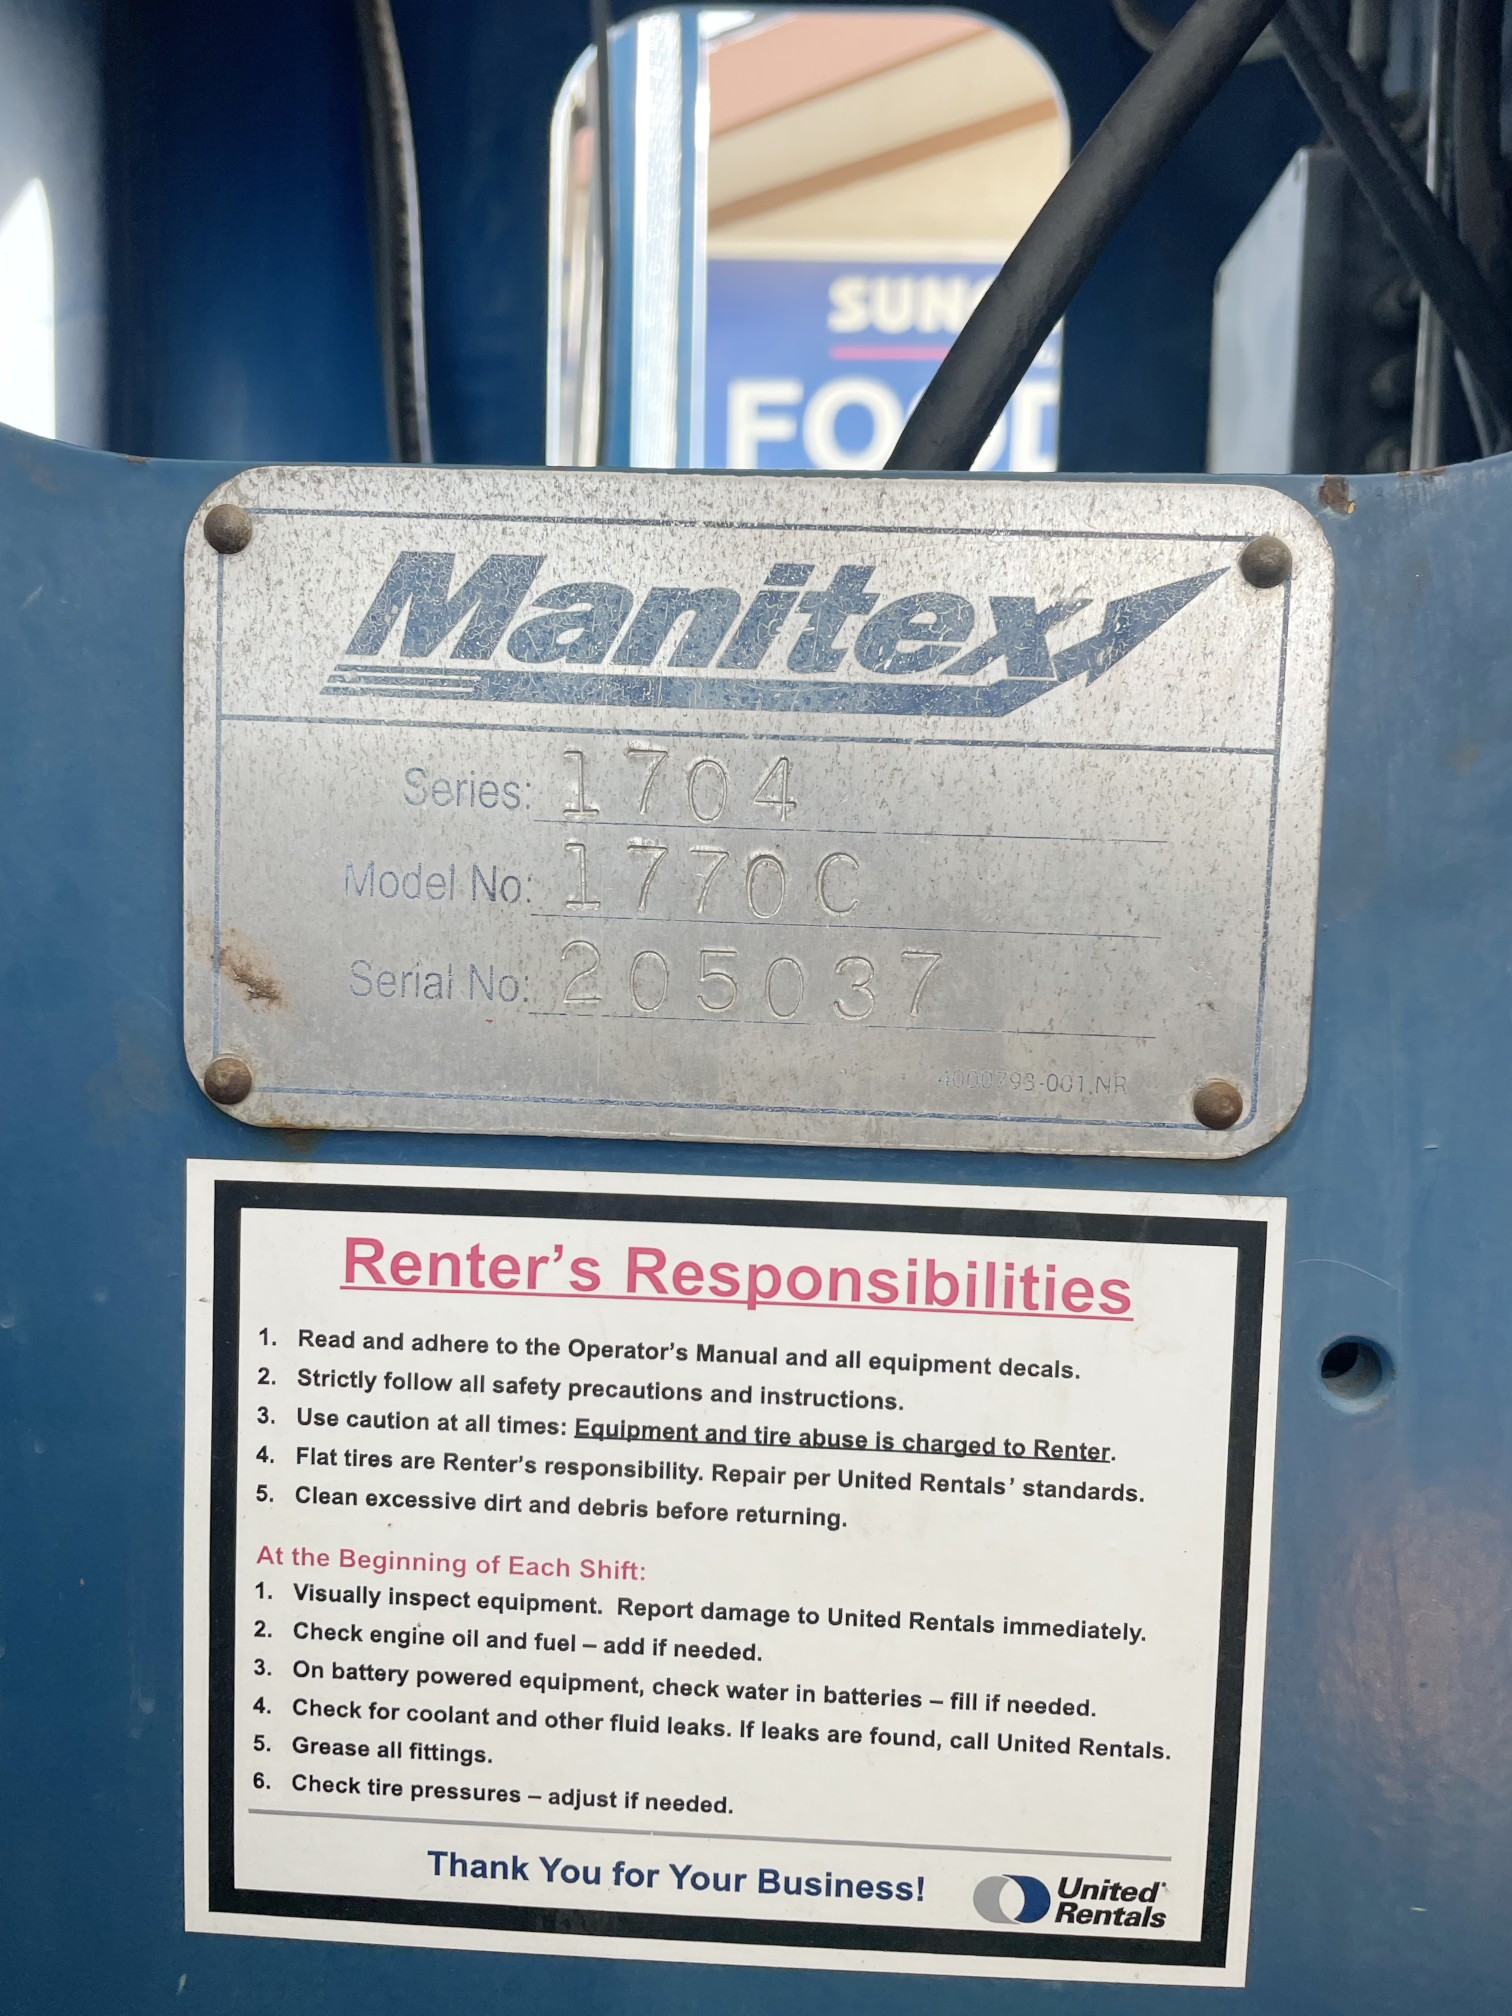 SUN
FOOD
Manitex
Series: 1704
Model No: 1770C
Serial No: 205037
4000793-001.NR
Renter's Responsibilities
1. Read and adhere to the Operator's Manual and all equipment decals.
2. Strictly follow all safety precautions and instructions.
3. Use caution at all times: Equipment and tire abuse is charged to Renter.
4. Flat tires are Renter's responsibility. Repair per United Rentals' standards.
5. Clean excessive dirt and debris before returning.
At the Beginning of Each Shift:
1. Visually inspect equipment. Report damage to United Rentals immediately.
2. Check engine oil and fuel – add if needed.
3. On battery powered equipment, check water in batteries – fill if needed.
4. Check for coolant and other fluid leaks. If leaks are found, call United Rentals.
5. Grease all fittings.
6. Check tire pressures – adjust if needed.
Thank You for Your Business!
United
Rentals